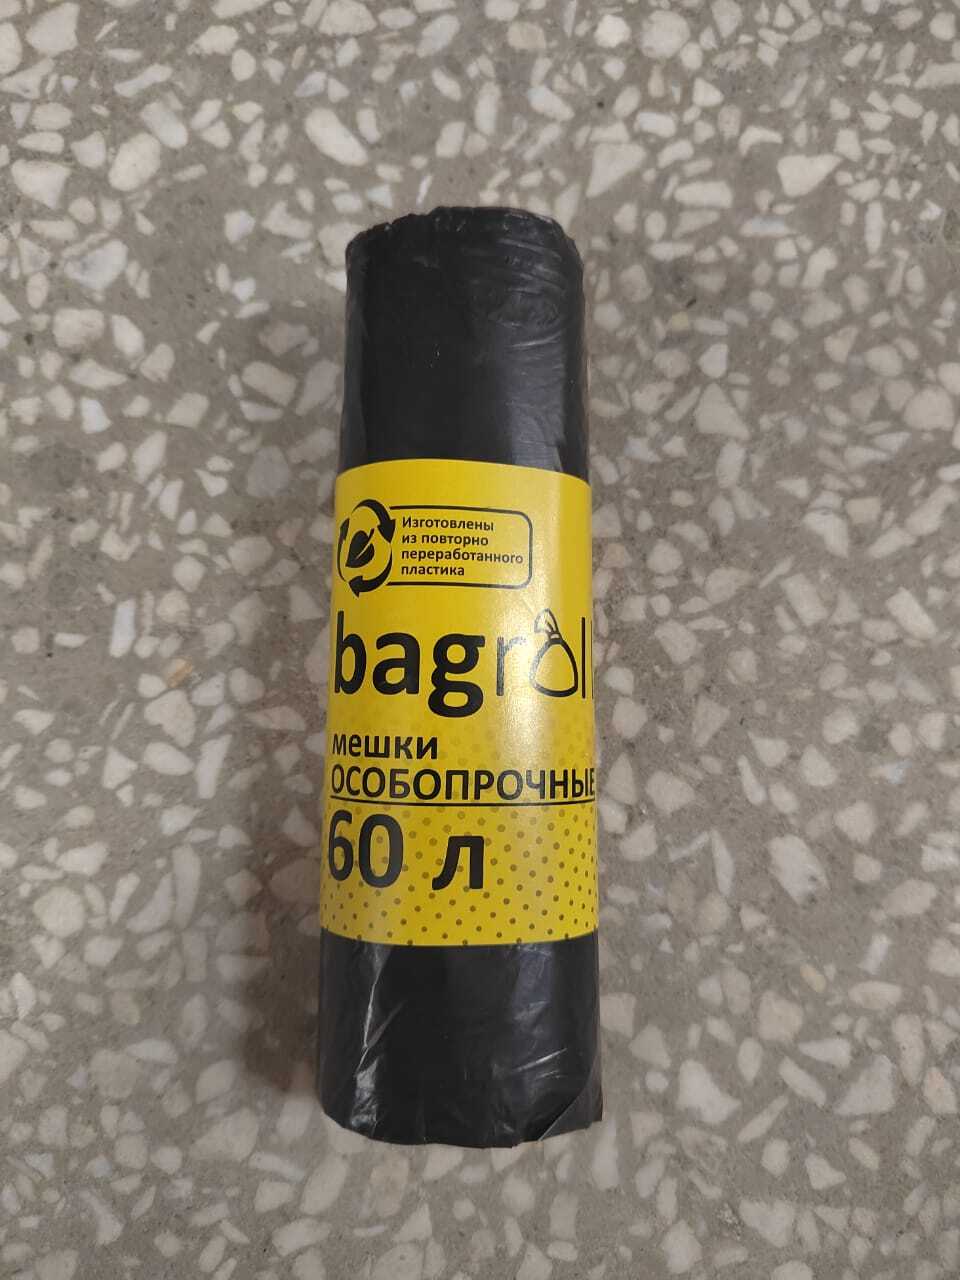 Изготовлены
из повторно
переработанного
пластика
bagroll
мешки
ОСОБОПРОЧНЫЕ
60 л